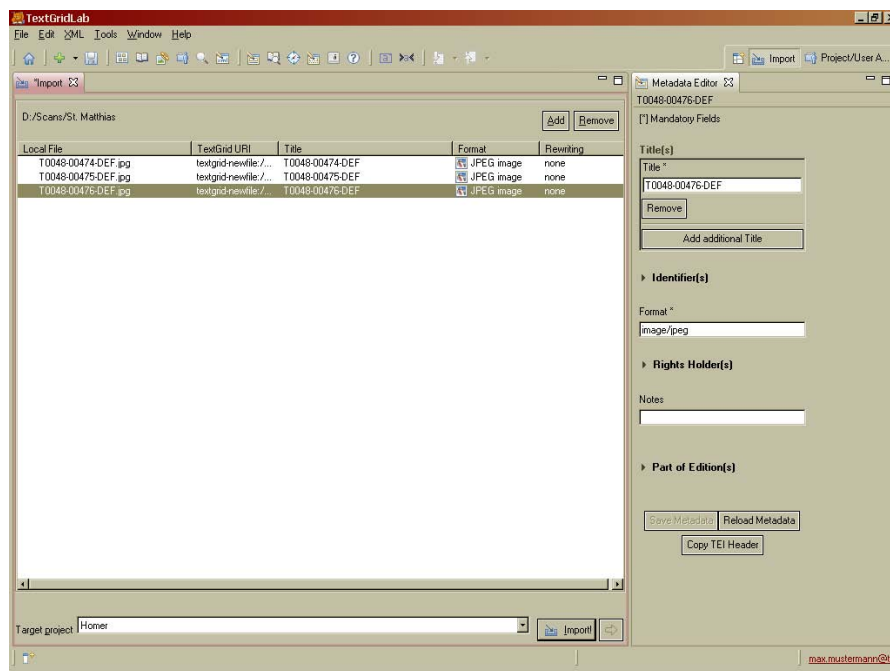 TextGridLab
File Edit XML Tools Window Help
Import Project/User A...
*Import
D:/Scans/St. Matthias
Add Remove
Local File TextGrid URI Title Format Rewriting
T0048-00474-DEF.jpg textgrid-newfile:/... T0048-00474-DEF JPEG image none
T0048-00475-DEF.jpg textgrid-newfile:/... T0048-00475-DEF JPEG image none
T0048-00476-DEF.jpg textgrid-newfile:/... T0048-00476-DEF JPEG image none
Target project Homer Import!
Metadata Editor
T0048-00476-DEF
[*] Mandatory Fields
Title(s)
Title *
T0048-00476-DEF
Remove
Add additional Title
Identifier(s)
Format *
image/jpeg
Rights Holder(s)
Notes
Part of Edition(s)
Save Metadata Reload Metadata
Copy TEI Header
max.mustermann@t